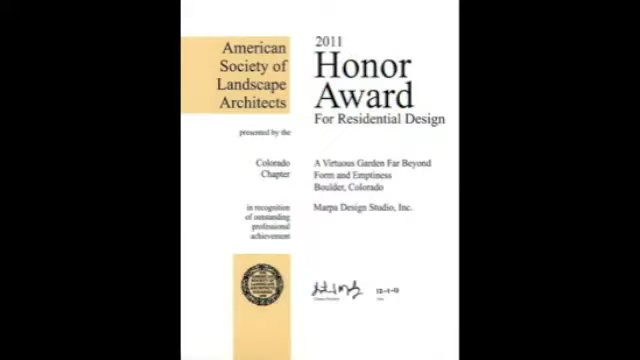 American
Society of
Landscape
Architects
presented by the
Colorado
Chapter
in recognition
of outstanding
professional
achievement
2011
Honor
Award
For Residential Design
A Virtuous Garden Far Beyond
Form and Emptiness
Boulder, Colorado
Marpa Design Studio, Inc.